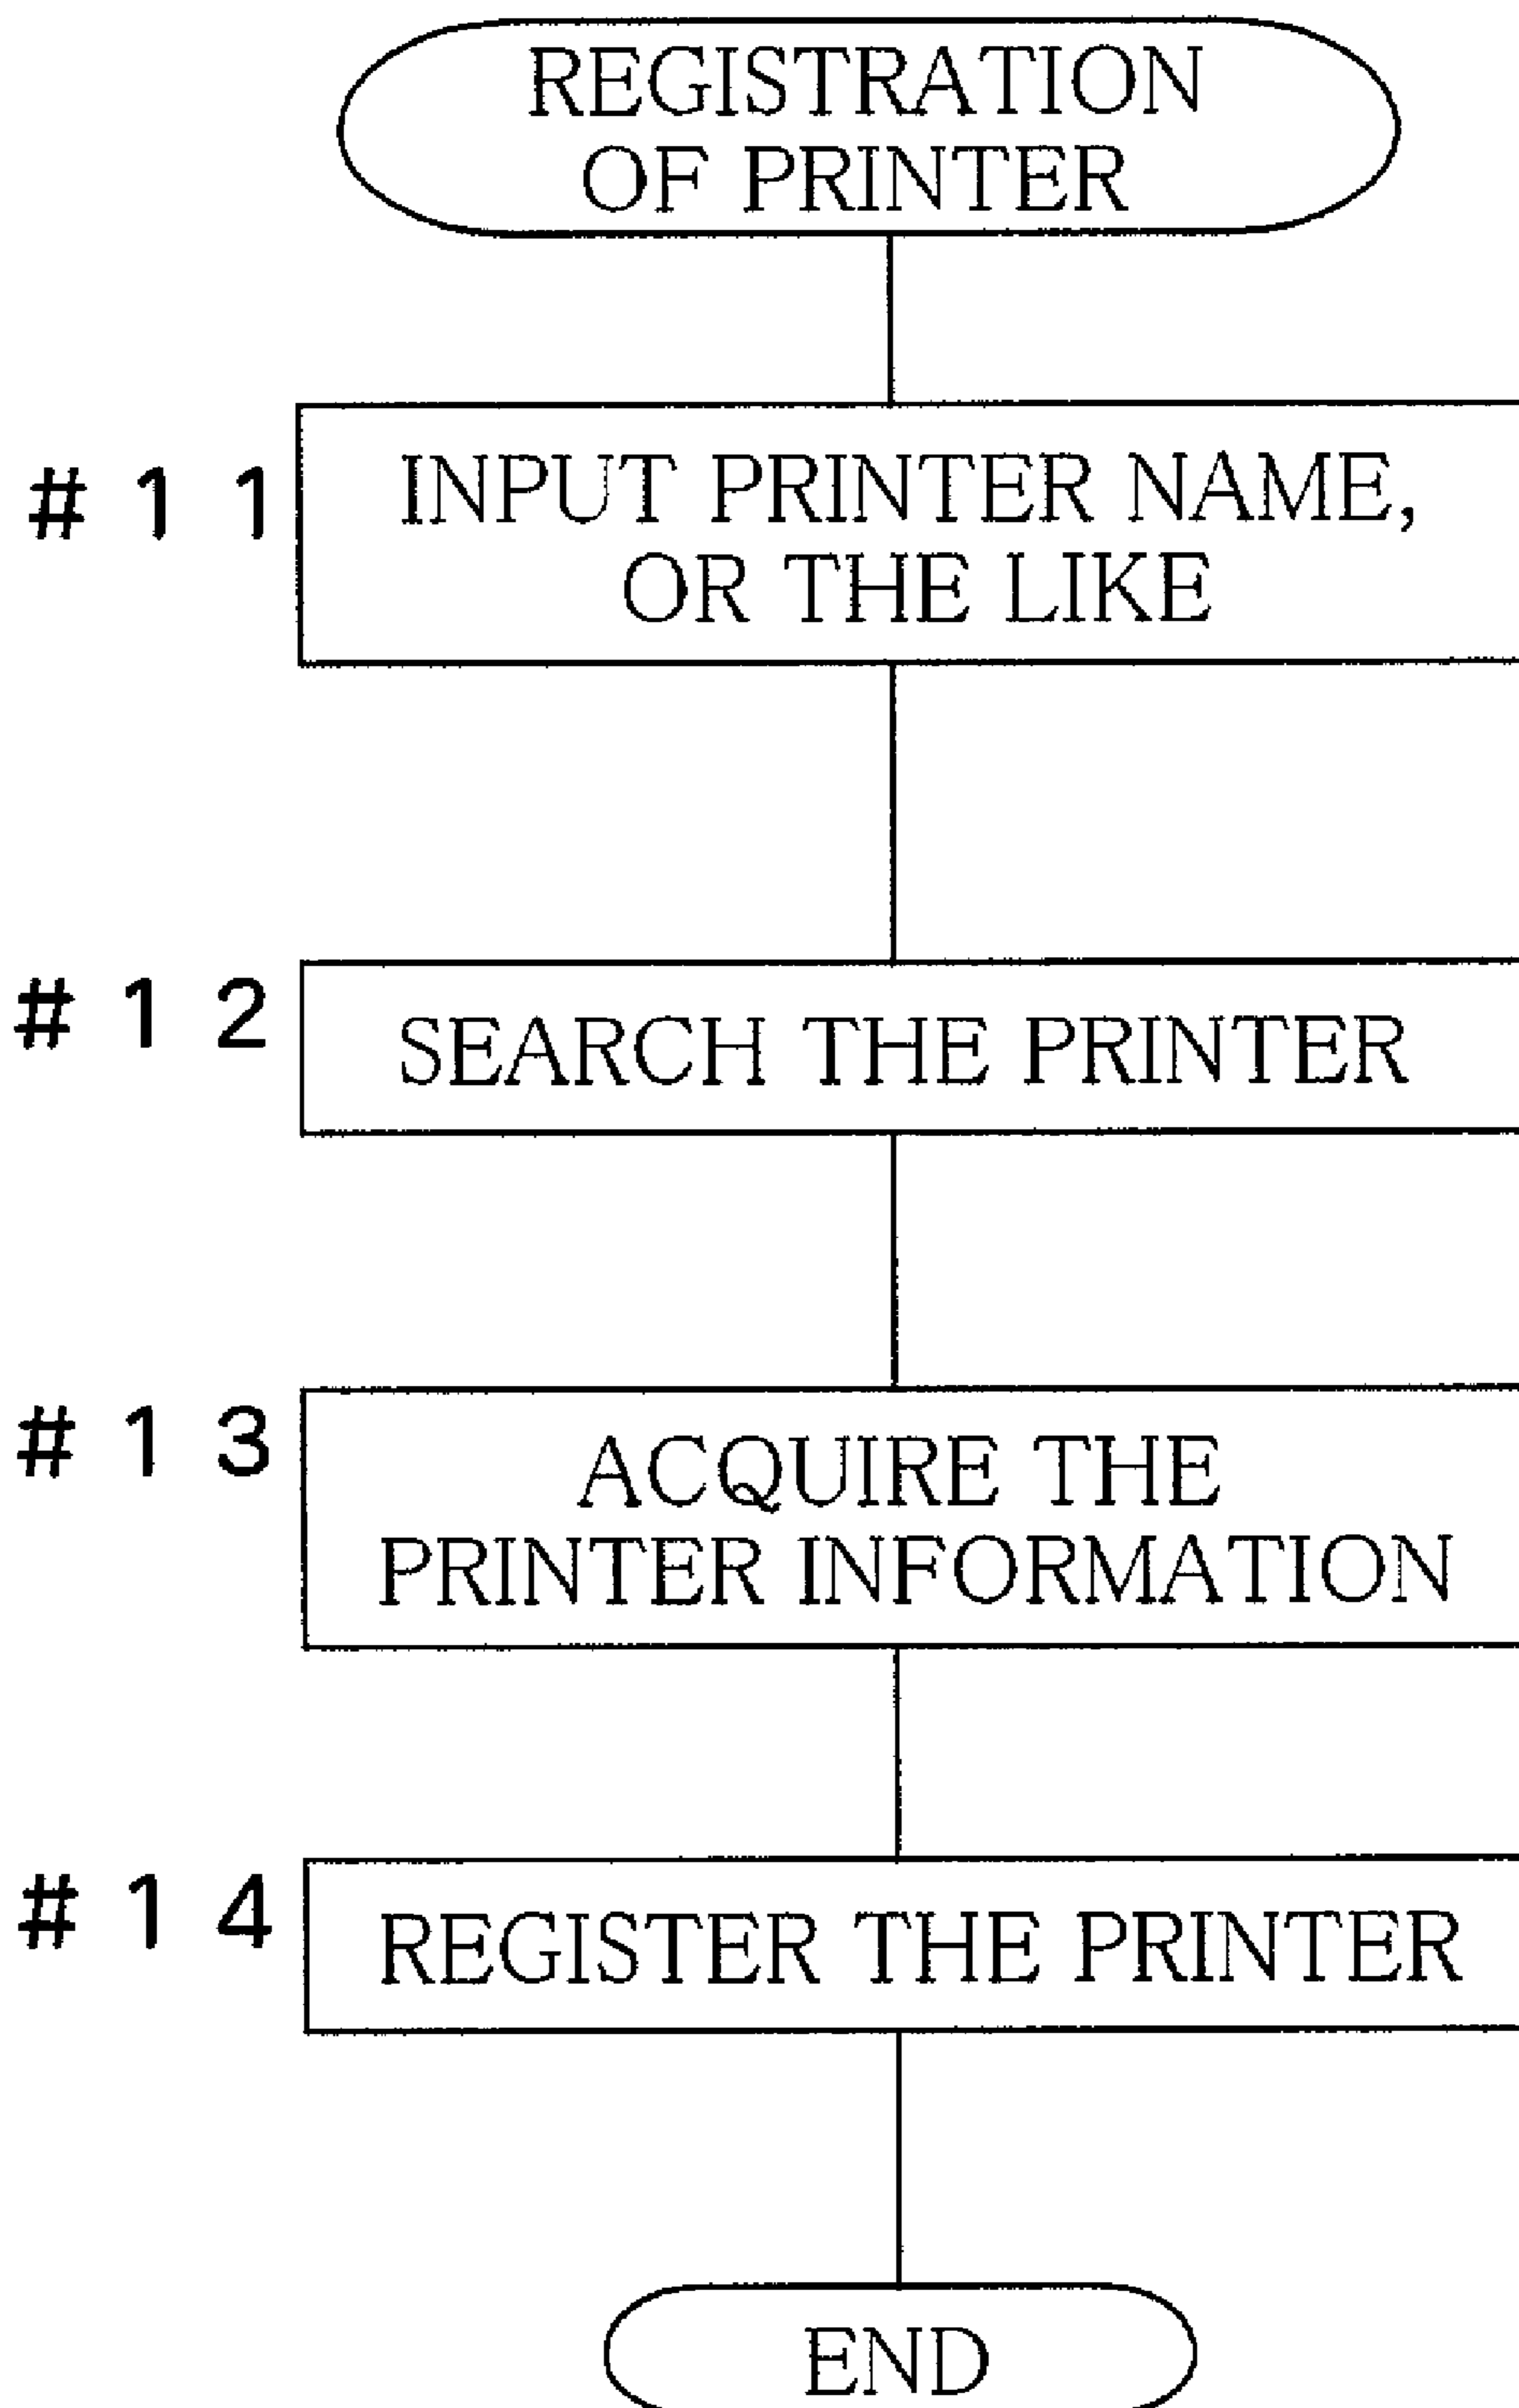 REGISTRATION
OF PRINTER
# 1 1
INPUT PRINTER NAME,
OR THE LIKE
# 1 2
SEARCH THE PRINTER
# 1 3
ACQUIRE THE
PRINTER INFORMATION
# 1 4
REGISTER THE PRINTER
END